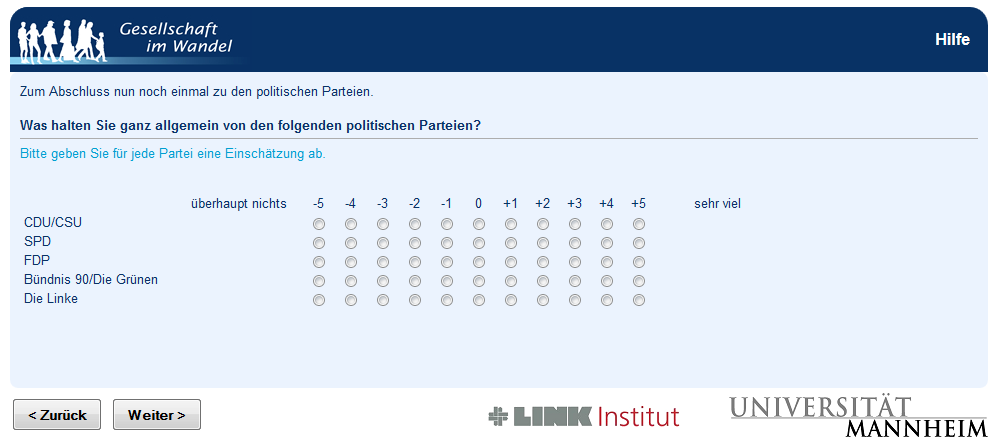 Gesellschaft
im Wandel
Hilfe
Zum Abschluss nun noch einmal zu den politischen Parteien.
Was halten Sie ganz allgemein von den folgenden politischen Parteien?
Bitte geben Sie für jede Partei eine Einschätzung ab.
überhaupt nichts -5 -4 -3 -2 -1 0 +1 +2 +3 +4 +5 sehr viel
CDU/CSU
SPD
FDP
Bündnis 90/Die Grünen
Die Linke
< Zurück Weiter >
LINK Institut
UNIVERSITÄT
MANNHEIM